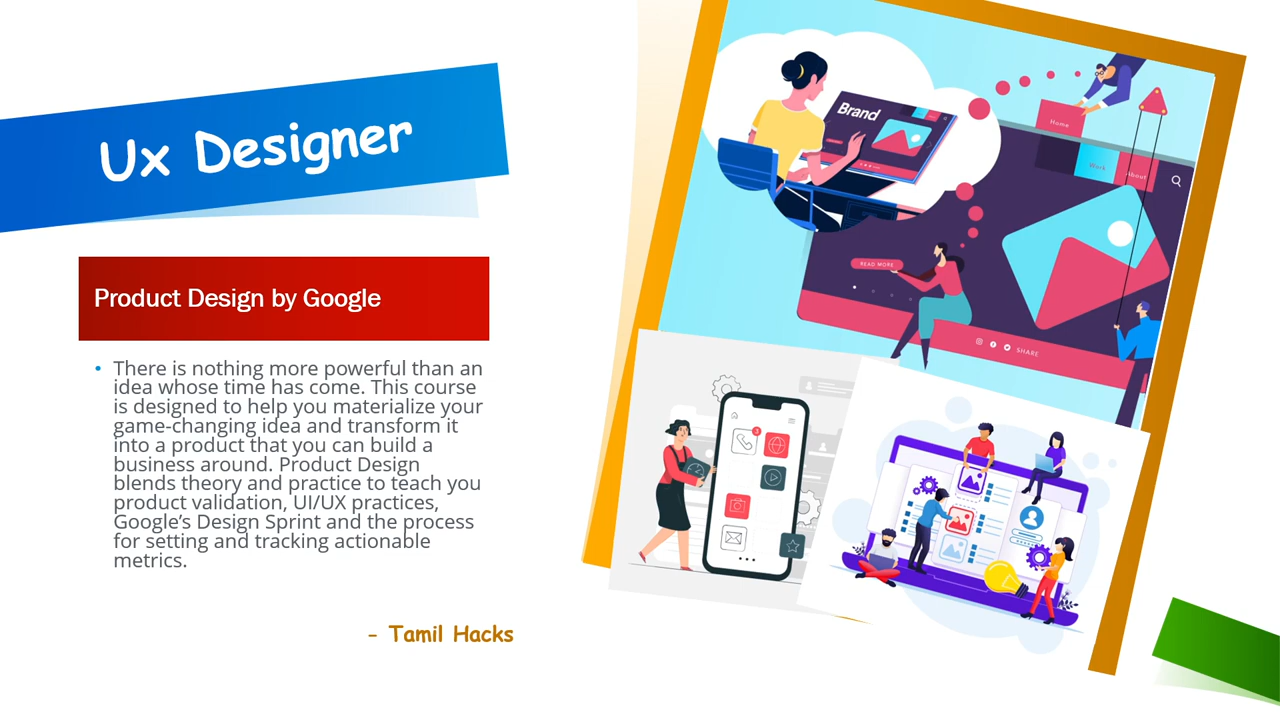 Ux Designer
Product Design by Google
• There is nothing more powerful than an
idea whose time has come. This course
is designed to help you materialize your
game-changing idea and transform it
into a product that you can build a
business around. Product Design
blends theory and practice to teach you
product validation, UI/UX practices,
Google’s Design Sprint and the process
for setting and tracking actionable
metrics.
- Tamil Hacks
Brand
Home
Work
About
READ MORE
SHARE
3